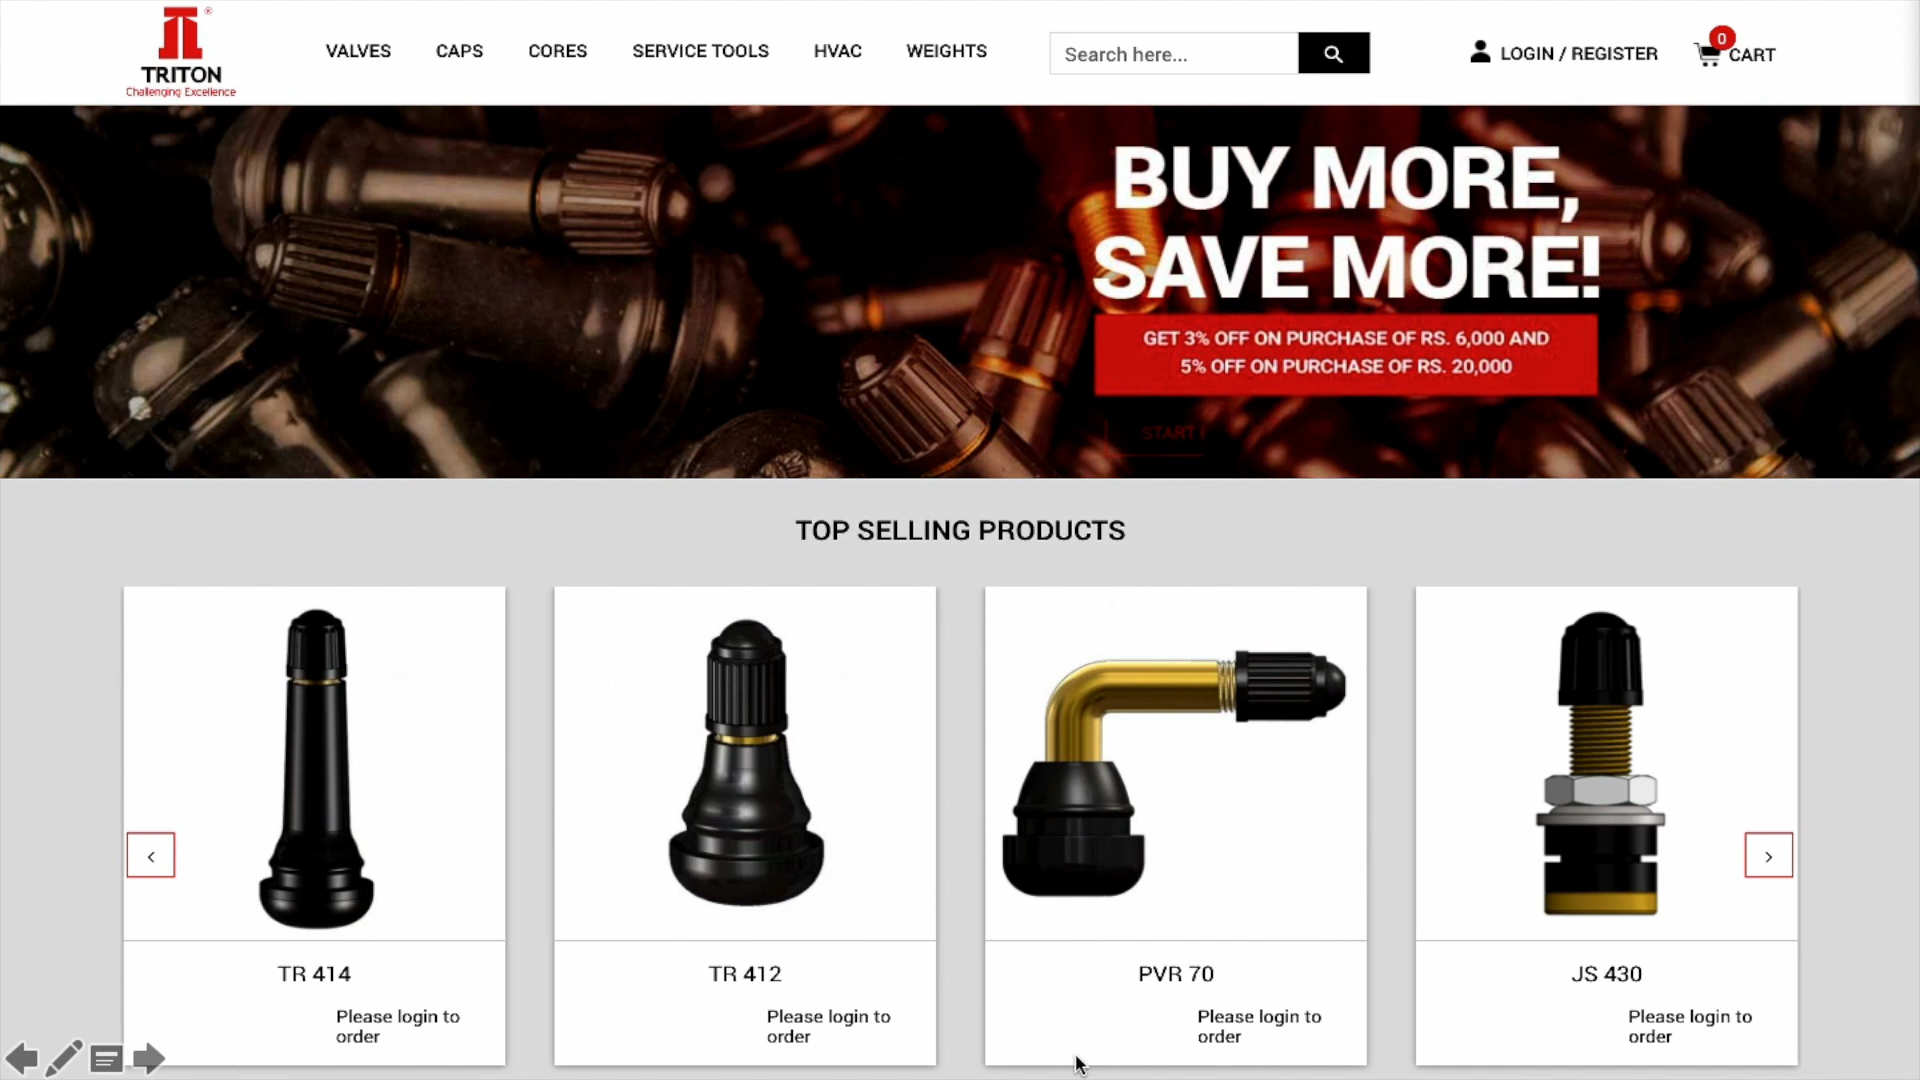 TRITON
Challenging Excellence
VALVES
CAPS
CORES
SERVICE TOOLS
HVAC
WEIGHTS
Search here...
LOGIN / REGISTER
0
CART
BUY MORE,
SAVE MORE!
GET 3% OFF ON PURCHASE OF RS. 6,000 AND
5% OFF ON PURCHASE OF RS. 20,000
START
TOP SELLING PRODUCTS
TR 414
Please login to
order
TR 412
Please login to
order
PVR 70
Please login to
order
JS 430
Please login to
order